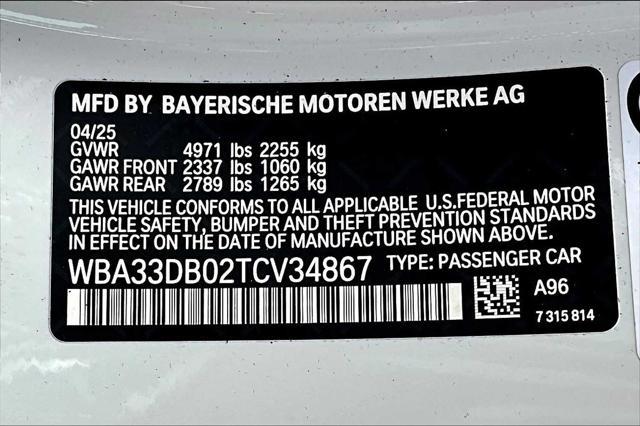 MFD BY BAYERISCHE MOTOREN WERKE AG
04/25
GVWR 4971 lbs 2255 kg
GAWR FRONT 2337 lbs 1060 kg
GAWR REAR 2789 lbs 1265 kg
THIS VEHICLE CONFORMS TO ALL APPLICABLE U.S.FEDERAL MOTOR
VEHICLE SAFETY, BUMPER AND THEFT PREVENTION STANDARDS
IN EFFECT ON THE DATE OF MANUFACTURE SHOWN ABOVE.
WBA33DB02TCV34867 TYPE: PASSENGER CAR
A96
7 315 814